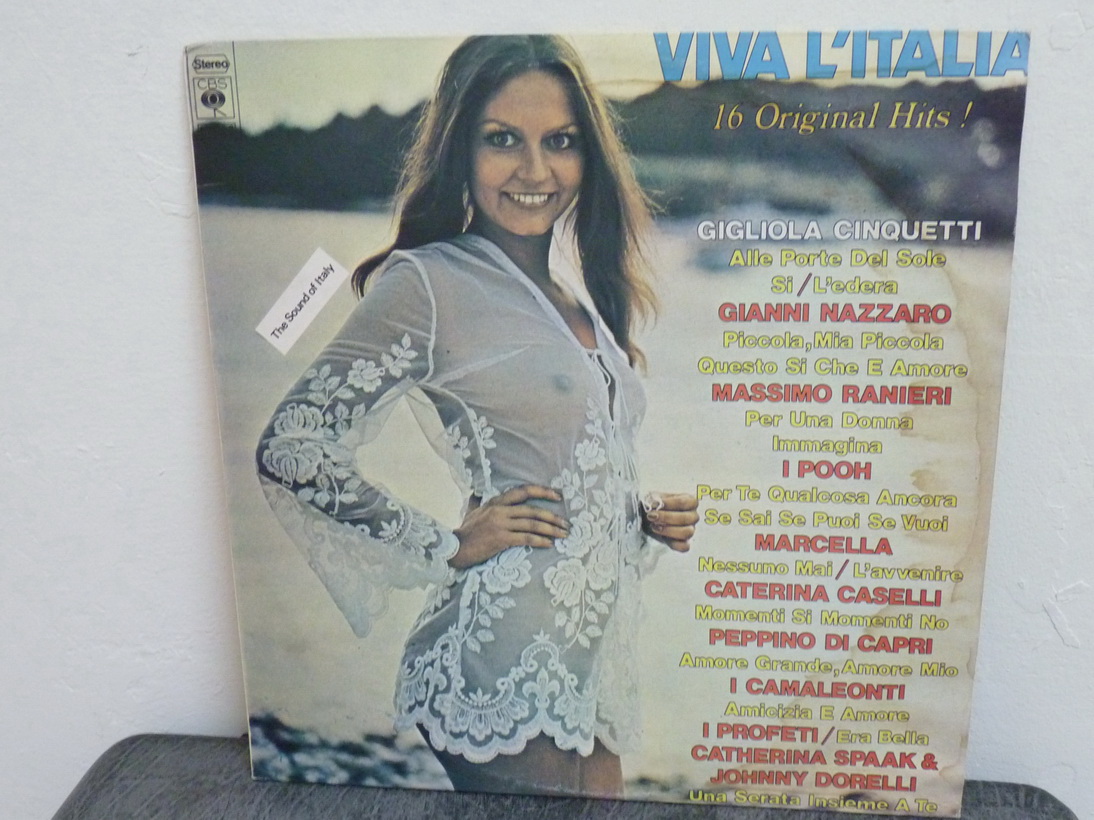 Stereo
CBS
VIVA L'ITALIA
16 Original Hits !
The Sound of Italy
GIGLIOLA CINQUETTI
Alle Porte Del Sole
Si / L'edera
GIANNI NAZZARO
Piccola, Mia Piccola
Questo Si Che E Amore
MASSIMO RANIERI
Per Una Donna
Immagina
I POOH
Per Te Qualcosa Ancora
Se Sai Se Puoi Se Vuoi
MARCELLA
Nessuno Mai / L'avvenire
CATERINA CASELLI
Momenti Si Momenti No
PEPPINO DI CAPRI
Amore Grande, Amore Mio
I CAMALEONTI
Amicizia E Amore
I PROFETI / Era Bella
CATHERINA SPAAK &
JOHNNY DORELLI
Una Serata Insieme A Te